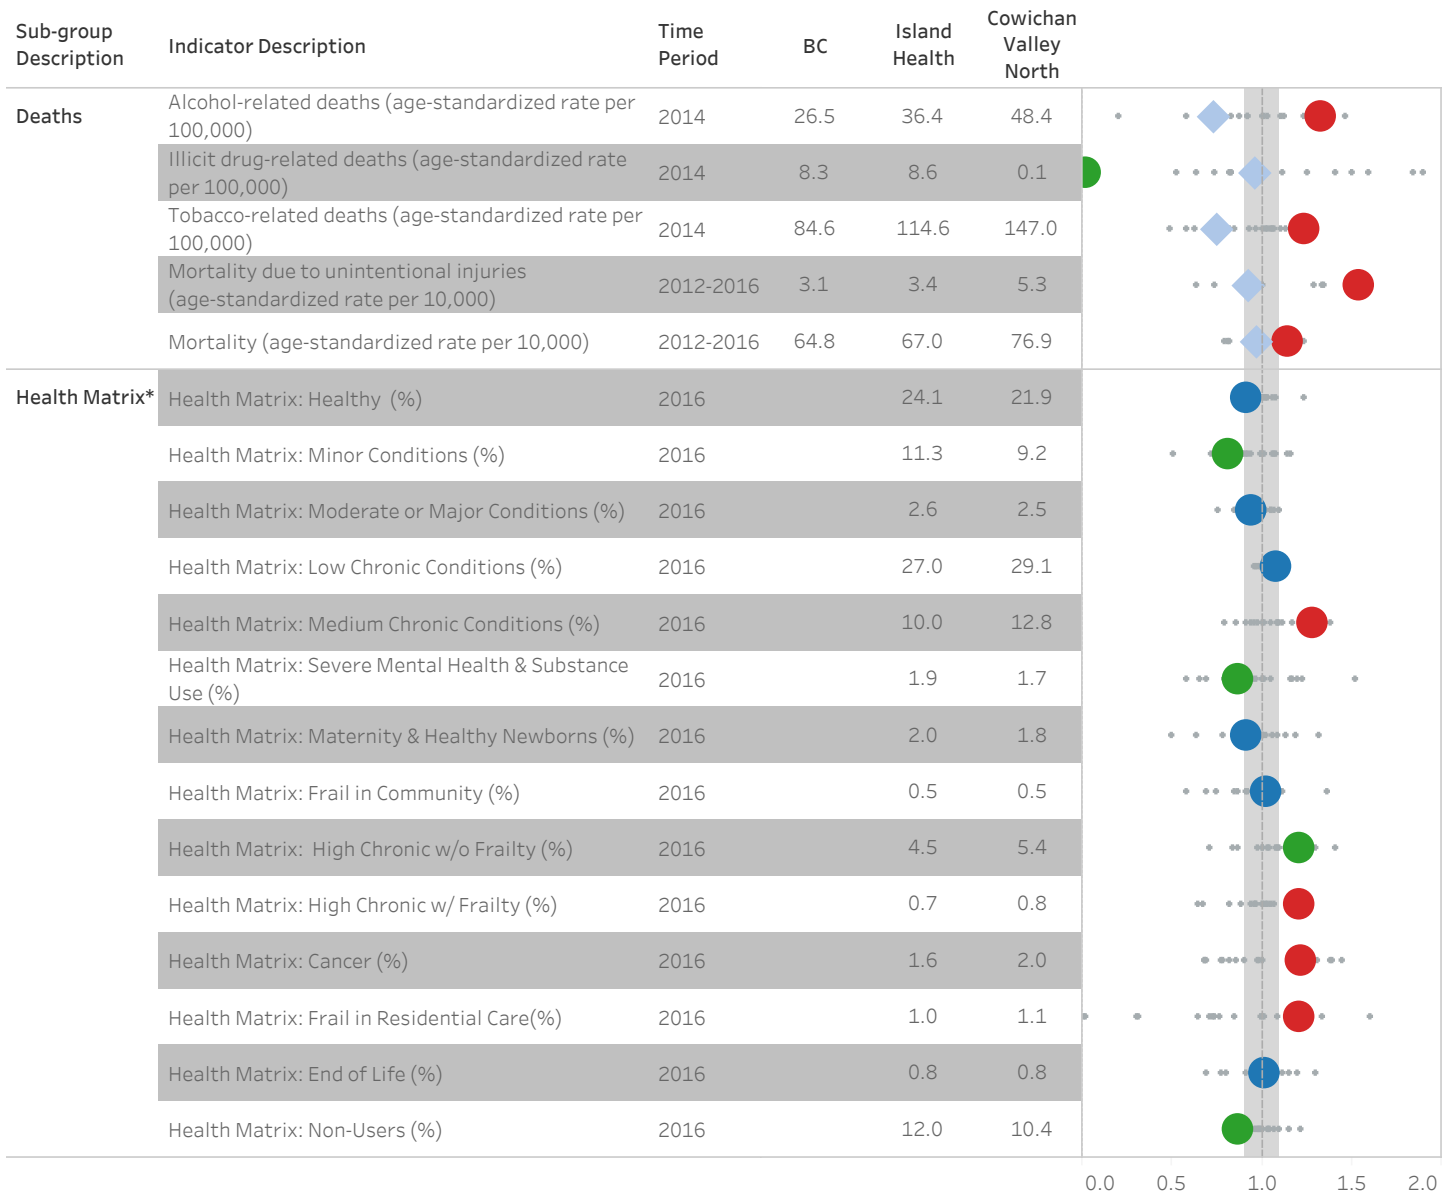 Sub-group Description Indicator Description Time Period BC Island Health Cowichan Valley North
Deaths Alcohol-related deaths (age-standardized rate per 100,000) 2014 26.5 36.4 48.4
Illicit drug-related deaths (age-standardized rate per 100,000) 2014 8.3 8.6 0.1
Tobacco-related deaths (age-standardized rate per 100,000) 2014 84.6 114.6 147.0
Mortality due to unintentional injuries (age-standardized rate per 10,000) 2012-2016 3.1 3.4 5.3
Mortality (age-standardized rate per 10,000) 2012-2016 64.8 67.0 76.9
Health Matrix* Health Matrix: Healthy (%) 2016 24.1 21.9
Health Matrix: Minor Conditions (%) 2016 11.3 9.2
Health Matrix: Moderate or Major Conditions (%) 2016 2.6 2.5
Health Matrix: Low Chronic Conditions (%) 2016 27.0 29.1
Health Matrix: Medium Chronic Conditions (%) 2016 10.0 12.8
Health Matrix: Severe Mental Health & Substance Use (%) 2016 1.9 1.7
Health Matrix: Maternity & Healthy Newborns (%) 2016 2.0 1.8
Health Matrix: Frail in Community (%) 2016 0.5 0.5
Health Matrix: High Chronic w/o Frailty (%) 2016 4.5 5.4
Health Matrix: High Chronic w/ Frailty (%) 2016 0.7 0.8
Health Matrix: Cancer (%) 2016 1.6 2.0
Health Matrix: Frail in Residential Care(%) 2016 1.0 1.1
Health Matrix: End of Life (%) 2016 0.8 0.8
Health Matrix: Non-Users (%) 2016 12.0 10.4
0.0 0.5 1.0 1.5 2.0